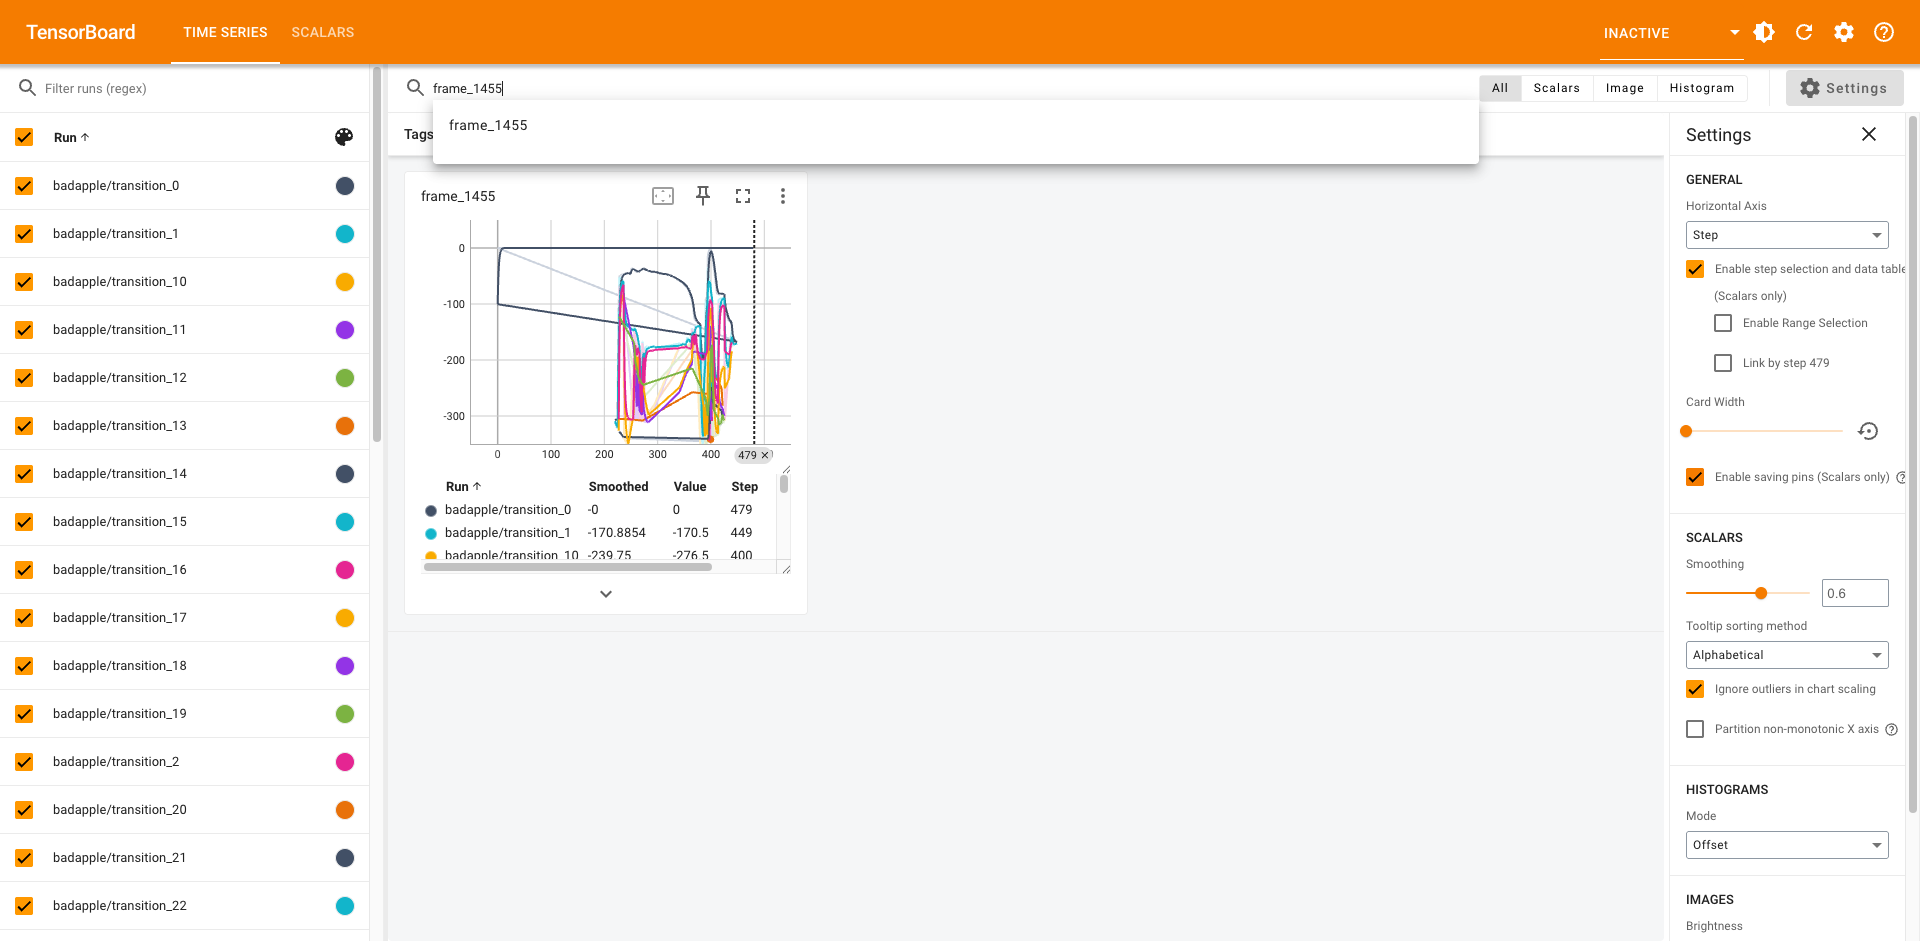 TensorBoard
TIME SERIES
SCALARS
INACTIVE
Filter runs (regex)
Run
badapple/transition_0
badapple/transition_1
badapple/transition_10
badapple/transition_11
badapple/transition_12
badapple/transition_13
badapple/transition_14
badapple/transition_15
badapple/transition_16
badapple/transition_17
badapple/transition_18
badapple/transition_19
badapple/transition_2
badapple/transition_20
badapple/transition_21
badapple/transition_22
frame_1455
All
Scalars
Image
Histogram
Settings
frame_1455
Tags
frame_1455
0
-100
-200
-300
0
100
200
300
400
479
Run Smoothed Value Step
badapple/transition_0 -0 0 479
badapple/transition_1 -170.8854 -170.5 449
badapple/transition_10 -239.75 -276.5 400
Settings
GENERAL
Horizontal Axis
Step
Enable step selection and data table
(Scalars only)
Enable Range Selection
Link by step 479
Card Width
Enable saving pins (Scalars only)
SCALARS
Smoothing
0.6
Tooltip sorting method
Alphabetical
Ignore outliers in chart scaling
Partition non-monotonic X axis
HISTOGRAMS
Mode
Offset
IMAGES
Brightness